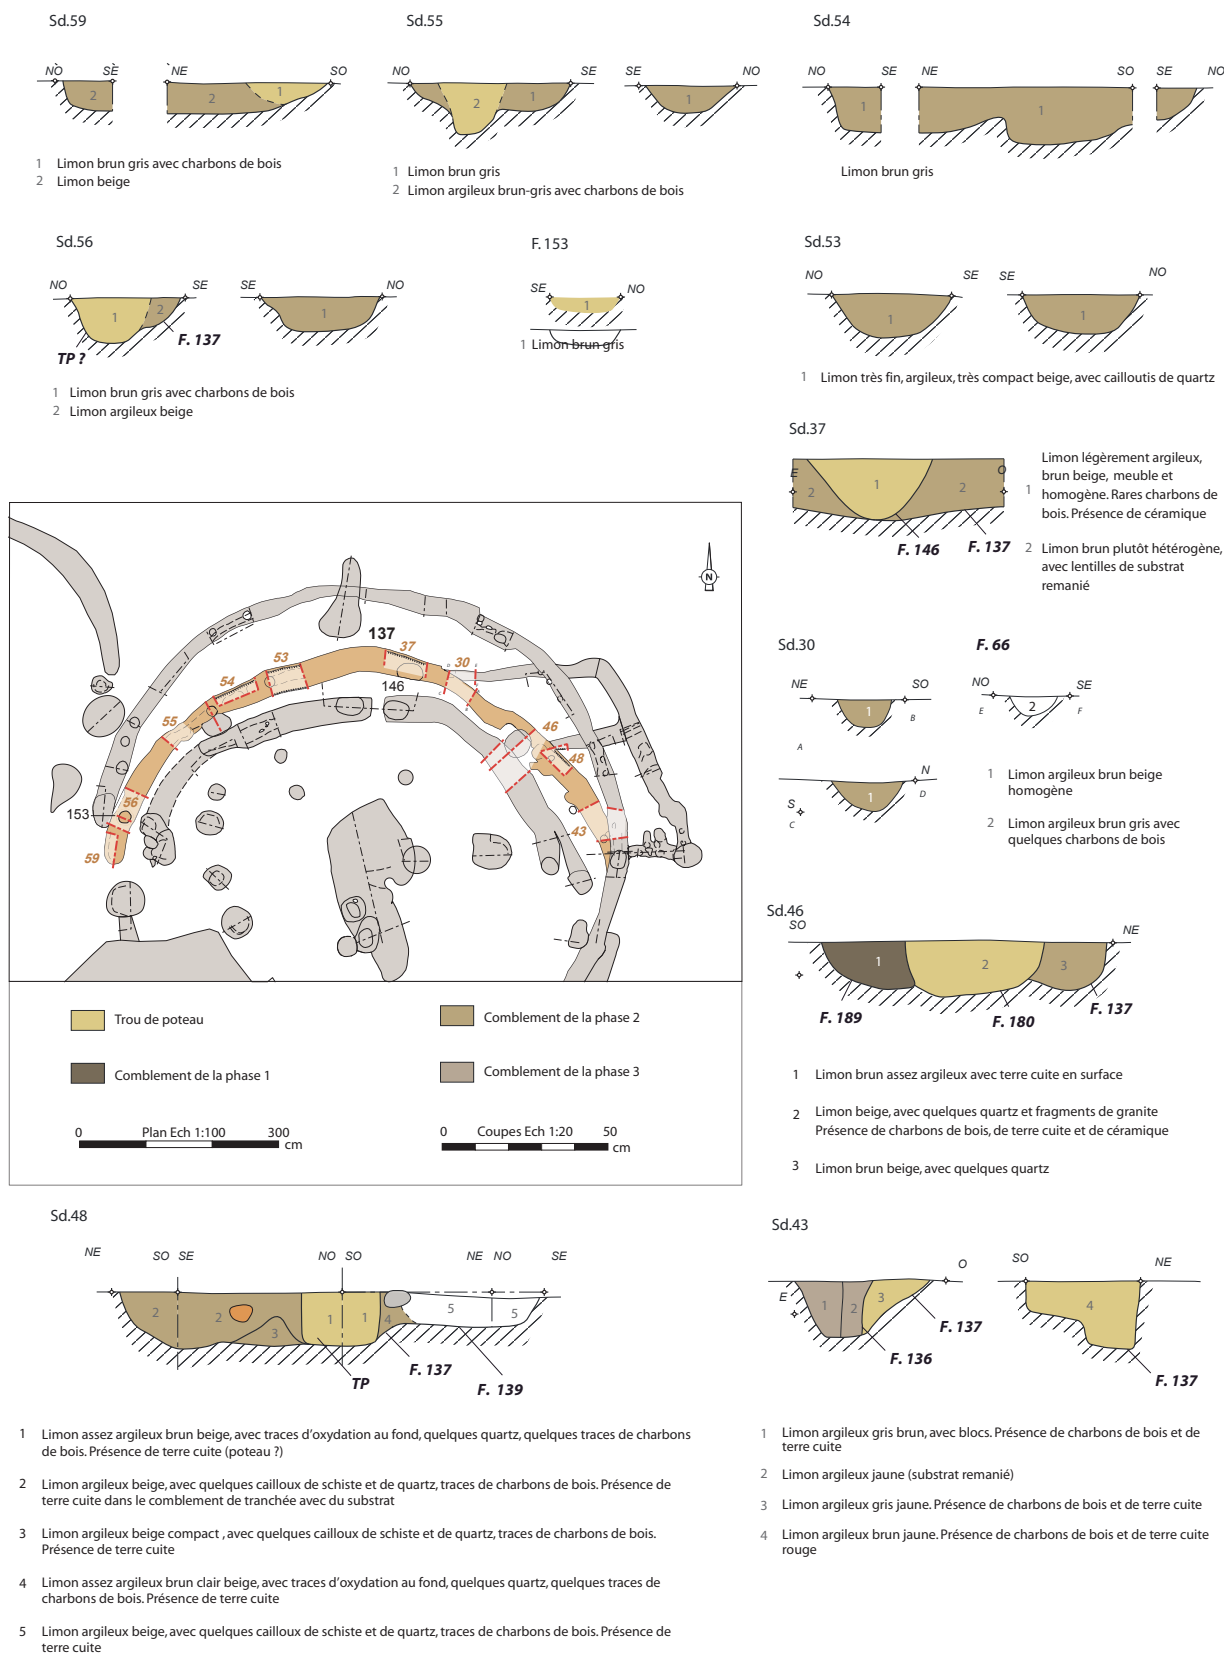 Sd.59
Sd.55
Sd.54
NO SE NE SO
NO SE SE NO
NO SE NE SO SE NO
2 2 1
2 1 1
1 1
1 Limon brun gris avec charbons de bois
2 Limon beige
1 Limon brun gris
2 Limon argileux brun-gris avec charbons de bois
Limon brun gris
Sd.56
F. 153
Sd.53
NO SE SE NO
SE NO
NO SE SE NO
1 2 1
1
1 1
TP ?
F. 137
1 Limon brun gris
1 Limon brun gris avec charbons de bois
2 Limon argileux beige
1 Limon très fin, argileux, très compact beige, avec cailloutis de quartz
Sd.37
E O
2 1 2
F. 146 F. 137
1 Limon légèrement argileux,
brun beige, meuble et
homogène. Rares charbons de
bois. Présence de céramique
2 Limon brun plutôt hétérogène,
avec lentilles de substrat
remanié
N
137
53
37
30
54
146
55
46
48
56
153
59
43
Sd.30
F. 66
NE SO
NO SE
1 B
E 2 F
A
N
1 D
S
C
1 Limon argileux brun beige
homogène
2 Limon argileux brun gris avec
quelques charbons de bois
Sd.46
SO NE
1 2 3
F. 189 F. 180 F. 137
1 Limon brun assez argileux avec terre cuite en surface
2 Limon beige, avec quelques quartz et fragments de granite
Présence de charbons de bois, de terre cuite et de céramique
3 Limon brun beige, avec quelques quartz
Trou de poteau
Comblement de la phase 2
Comblement de la phase 1
Comblement de la phase 3
0 Plan Ech 1:100 300
cm
0 Coupes Ech 1:20 50
cm
Sd.48
NE SO SE NO SO NE NO SE
2 2 3 1 1 4 5 5
TP F. 137 F. 139
1 Limon assez argileux brun beige, avec traces d'oxydation au fond, quelques quartz, quelques traces de charbons
de bois. Présence de terre cuite (poteau ?)
2 Limon argileux beige, avec quelques cailloux de schiste et de quartz, traces de charbons de bois. Présence de
terre cuite dans le comblement de tranchée avec du substrat
3 Limon argileux beige compact , avec quelques cailloux de schiste et de quartz, traces de charbons de bois.
Présence de terre cuite
4 Limon assez argileux brun clair beige, avec traces d'oxydation au fond, quelques quartz, quelques traces de
charbons de bois. Présence de terre cuite
5 Limon argileux beige, avec quelques cailloux de schiste et de quartz, traces de charbons de bois. Présence de
terre cuite
Sd.43
O SO NE
E 1 2 3 4
F. 137
F. 136
F. 137
1 Limon argileux gris brun, avec blocs. Présence de charbons de bois et de
terre cuite
2 Limon argileux jaune (substrat remanié)
3 Limon argileux gris jaune. Présence de charbons de bois et de terre cuite
4 Limon argileux brun jaune. Présence de charbons de bois et de terre cuite
rouge